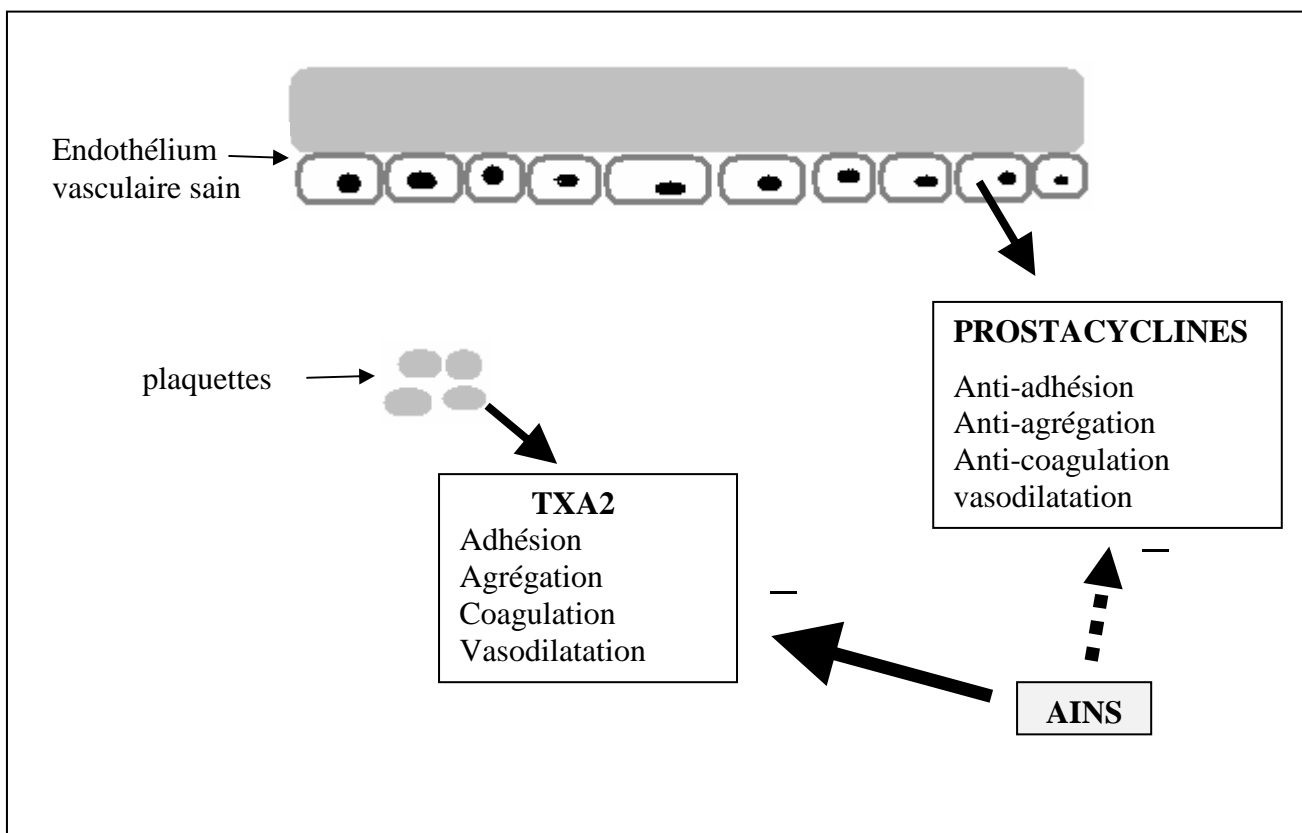 Endothélium
vasculaire sain
PROSTACYCLINES
Anti-adhésion
Anti-agrégation
Anti-coagulation
vasodilatation
plaquettes
TXA2
Adhésion
Agrégation
Coagulation
Vasodilatation
–
–
AINS